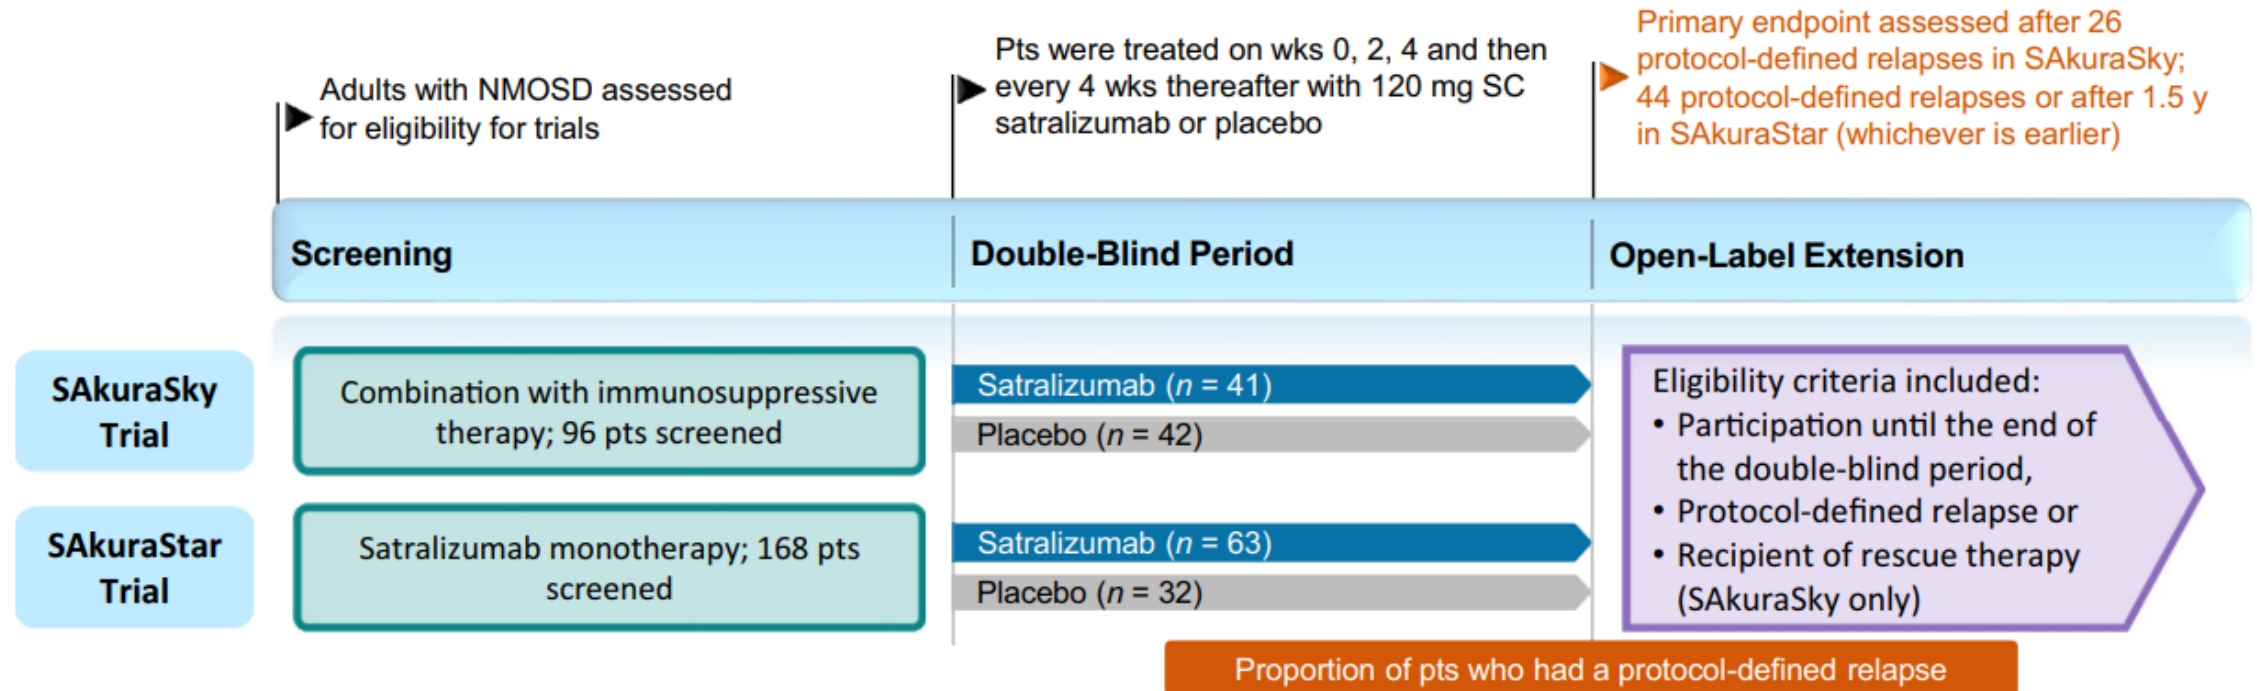 Adults with NMOSD assessed
for eligibility for trials
Pts were treated on wks 0, 2, 4 and then
every 4 wks thereafter with 120 mg SC
satralizumab or placebo
Primary endpoint assessed after 26
protocol-defined relapses in SAkuraSky;
44 protocol-defined relapses or after 1.5 y
in SAkuraStar (whichever is earlier)
Screening
Double-Blind Period
Open-Label Extension
SAkuraSky
Trial
Combination with immunosuppressive
therapy; 96 pts screened
Satralizumab (n = 41)
Placebo (n = 42)
SAkuraStar
Trial
Satralizumab monotherapy; 168 pts
screened
Satralizumab (n = 63)
Placebo (n = 32)
Eligibility criteria included:
• Participation until the end of
the double-blind period,
• Protocol-defined relapse or
• Recipient of rescue therapy
(SAkuraSky only)
Proportion of pts who had a protocol-defined relapse